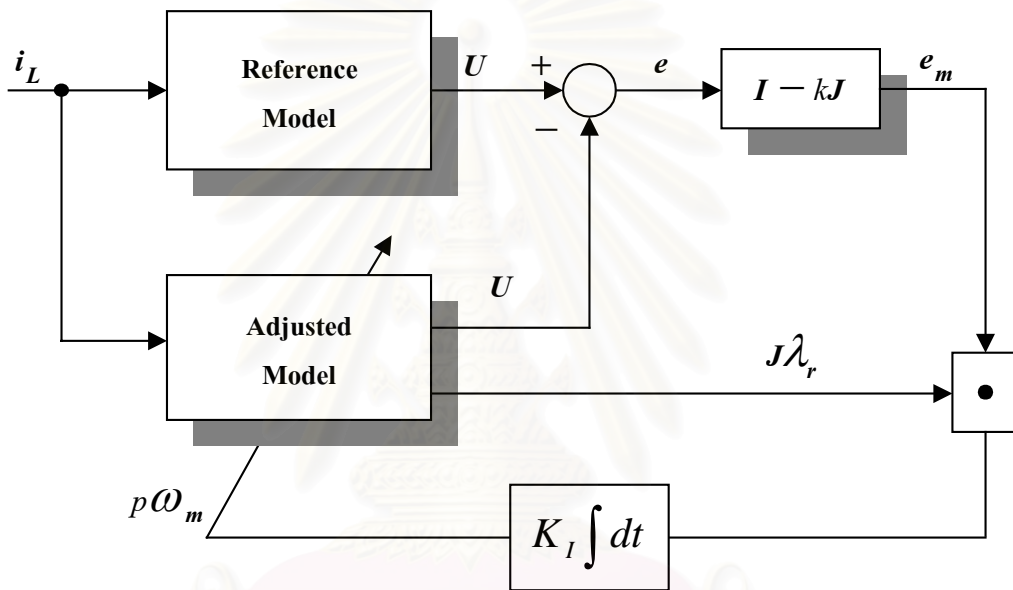 i_L
Reference
Model
U
+
−
e
I − kJ
e_m
Adjusted
Model
U
Jλ_r
•
pω_m
K_I ∫ dt